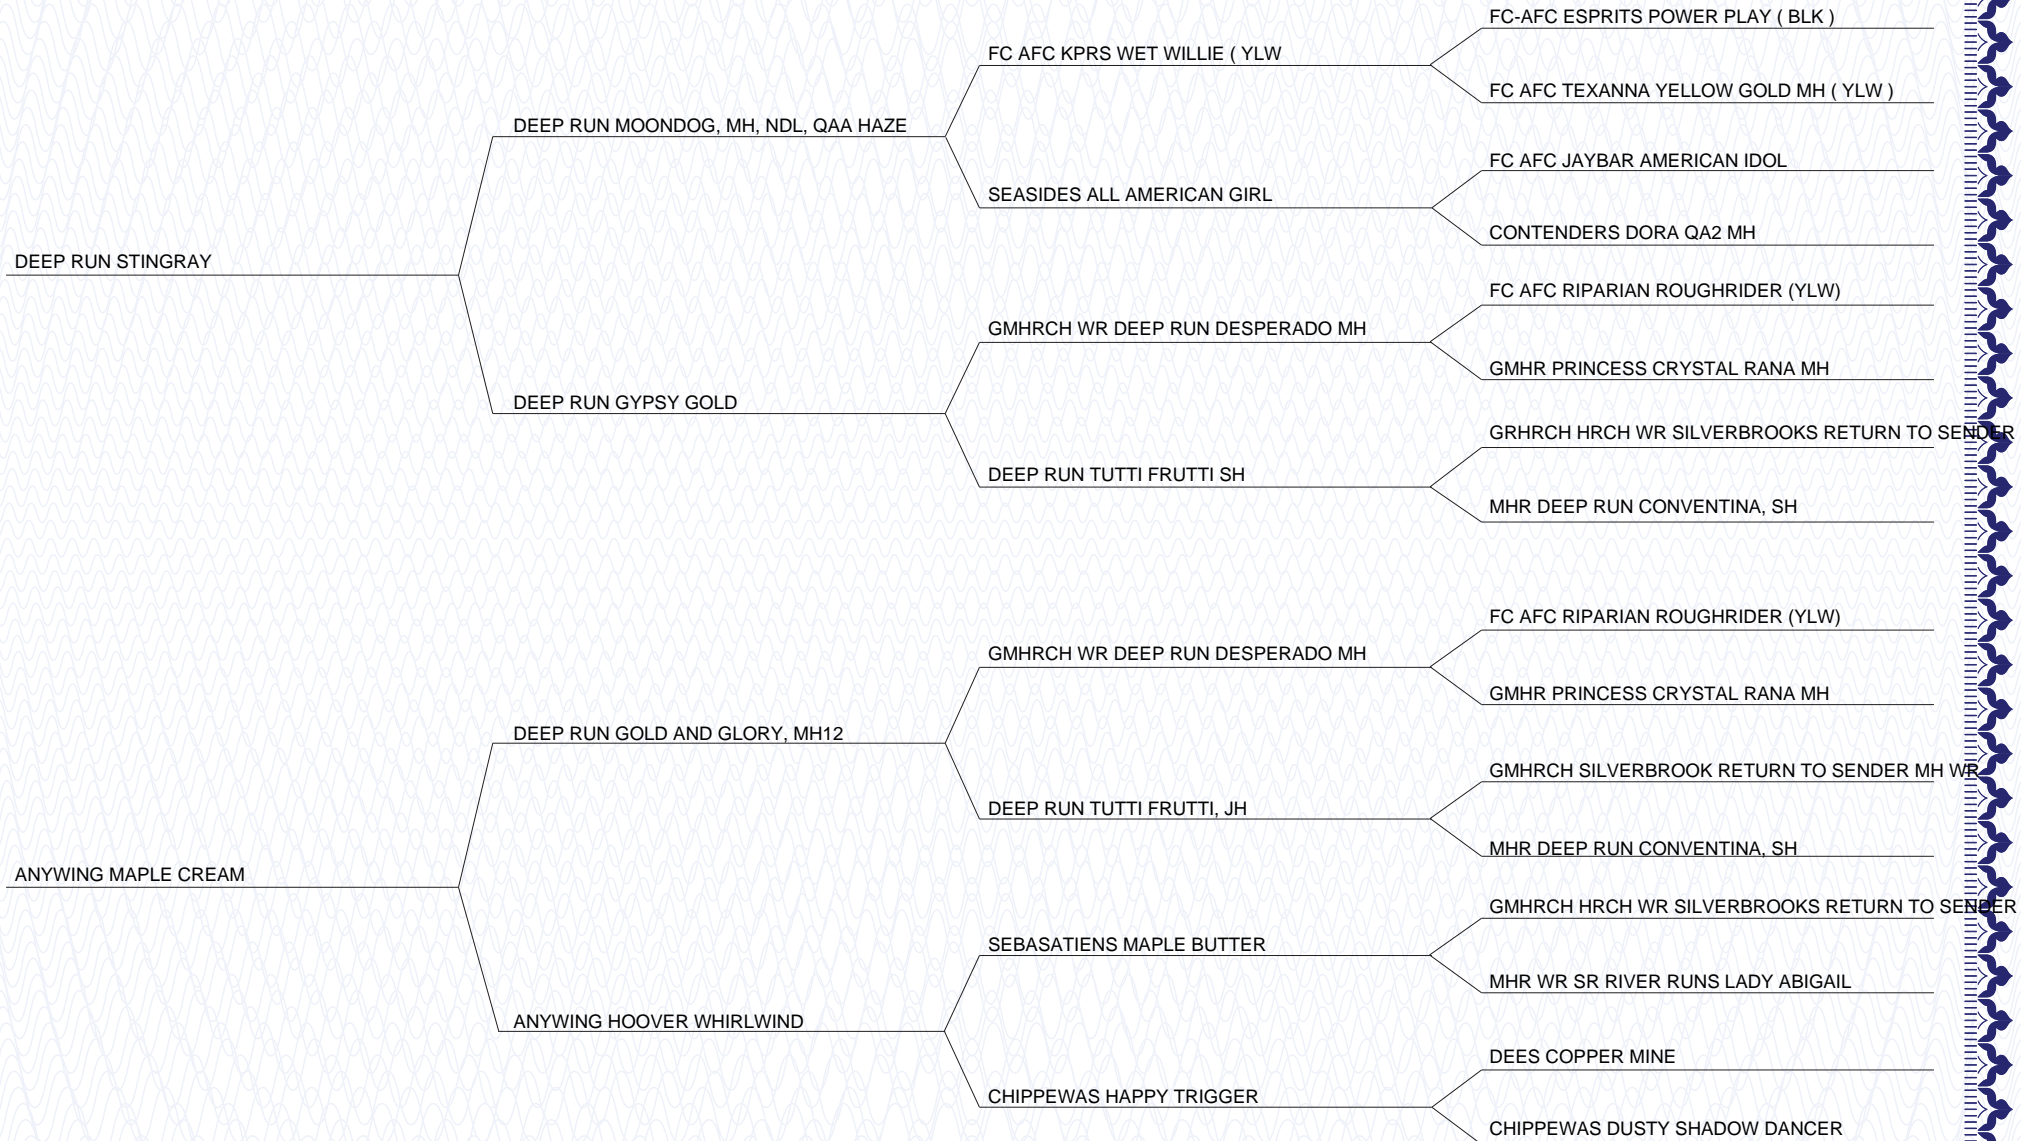 FC-AFC ESPRITS POWER PLAY ( BLK )
FC AFC KPRS WET WILLIE ( YLW
FC AFC TEXANNA YELLOW GOLD MH ( YLW )
DEEP RUN MOONDOG, MH, NDL, QAA HAZE
FC AFC JAYBAR AMERICAN IDOL
SEASIDES ALL AMERICAN GIRL
CONTENDERS DORA QA2 MH
DEEP RUN STINGRAY
FC AFC RIPARIAN ROUGHRIDER (YLW)
GMHRCH WR DEEP RUN DESPERADO MH
GMHR PRINCESS CRYSTAL RANA MH
DEEP RUN GYPSY GOLD
GRHRCH HRCH WR SILVERBROOKS RETURN TO SENDER
DEEP RUN TUTTI FRUTTI SH
MHR DEEP RUN CONVENTINA, SH
FC AFC RIPARIAN ROUGHRIDER (YLW)
GMHRCH WR DEEP RUN DESPERADO MH
GMHR PRINCESS CRYSTAL RANA MH
DEEP RUN GOLD AND GLORY, MH12
GMHRCH SILVERBROOK RETURN TO SENDER MH WR
DEEP RUN TUTTI FRUTTI, JH
MHR DEEP RUN CONVENTINA, SH
ANYWING MAPLE CREAM
GMHRCH HRCH WR SILVERBROOKS RETURN TO SENDER
SEBASATIENS MAPLE BUTTER
MHR WR SR RIVER RUNS LADY ABIGAIL
ANYWING HOOVER WHIRLWIND
DEES COPPER MINE
CHIPPEWAS HAPPY TRIGGER
CHIPPEWAS DUSTY SHADOW DANCER